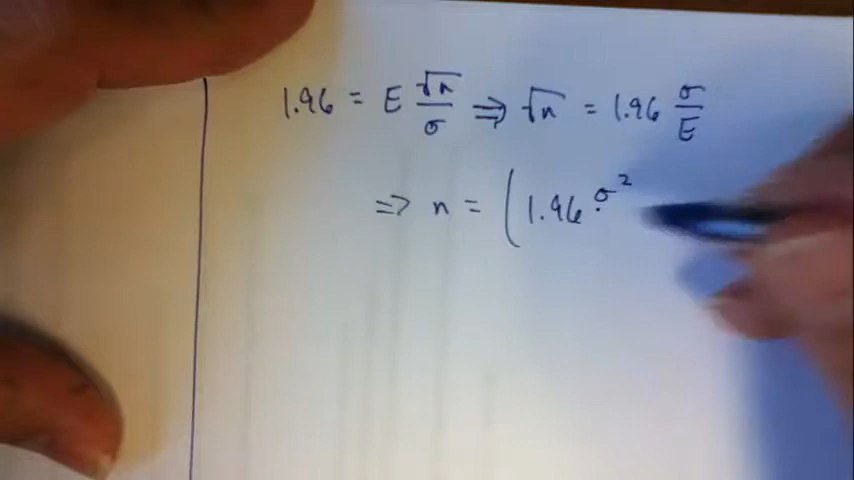 1.96 = E √n/σ ⇒ √n = 1.96 σ/E
⇒ n = (1.96 σ²